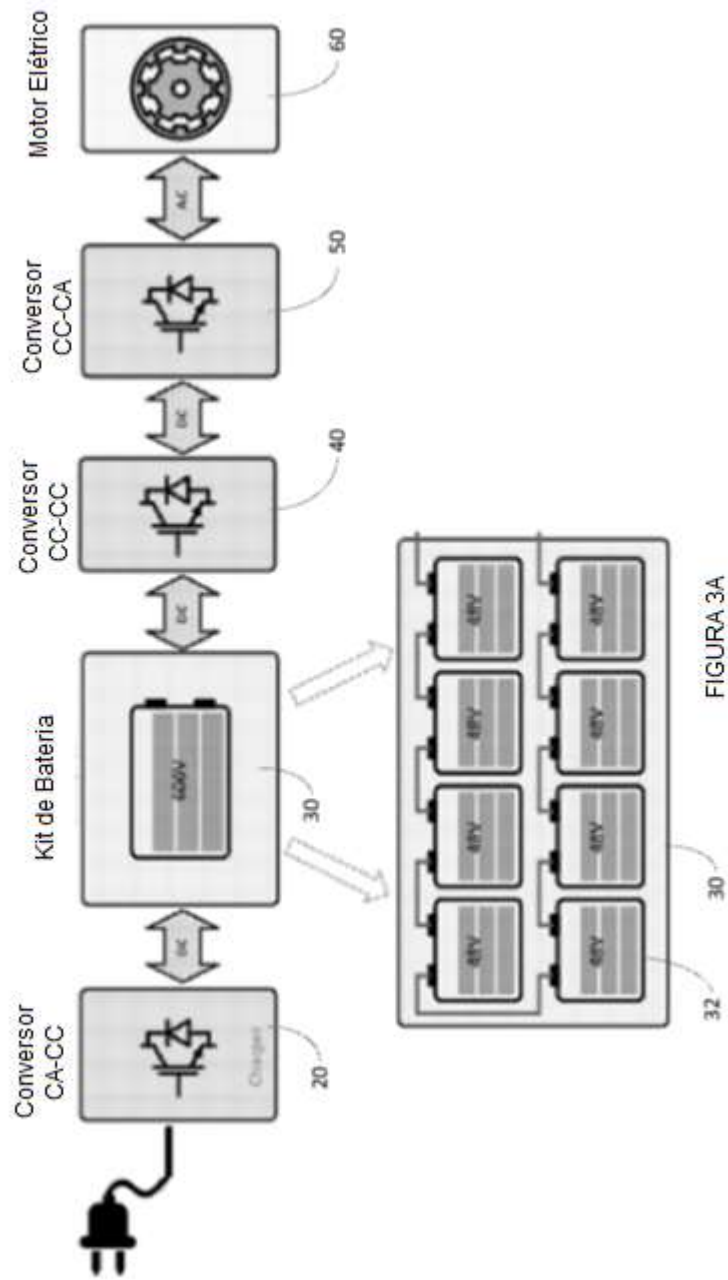 Conversor
CA-CC
Kit de Bateria
Conversor
CC-CC
Conversor
CC-CA
Motor Elétrico
DC
DC
DC
AC
Charger
400V
20
30
40
50
60
48V
48V
48V
48V
48V
48V
48V
48V
32
30
FIGURA 3A